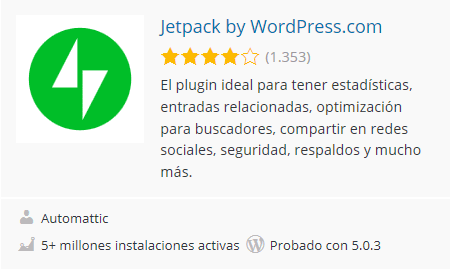 Jetpack by WordPress.com
(1.353)
El plugin ideal para tener estadísticas,
entradas relacionadas, optimización
para buscadores, compartir en redes
sociales, seguridad, respaldos y mucho
más.
Automattic
5+ millones instalaciones activas Probado con 5.0.3